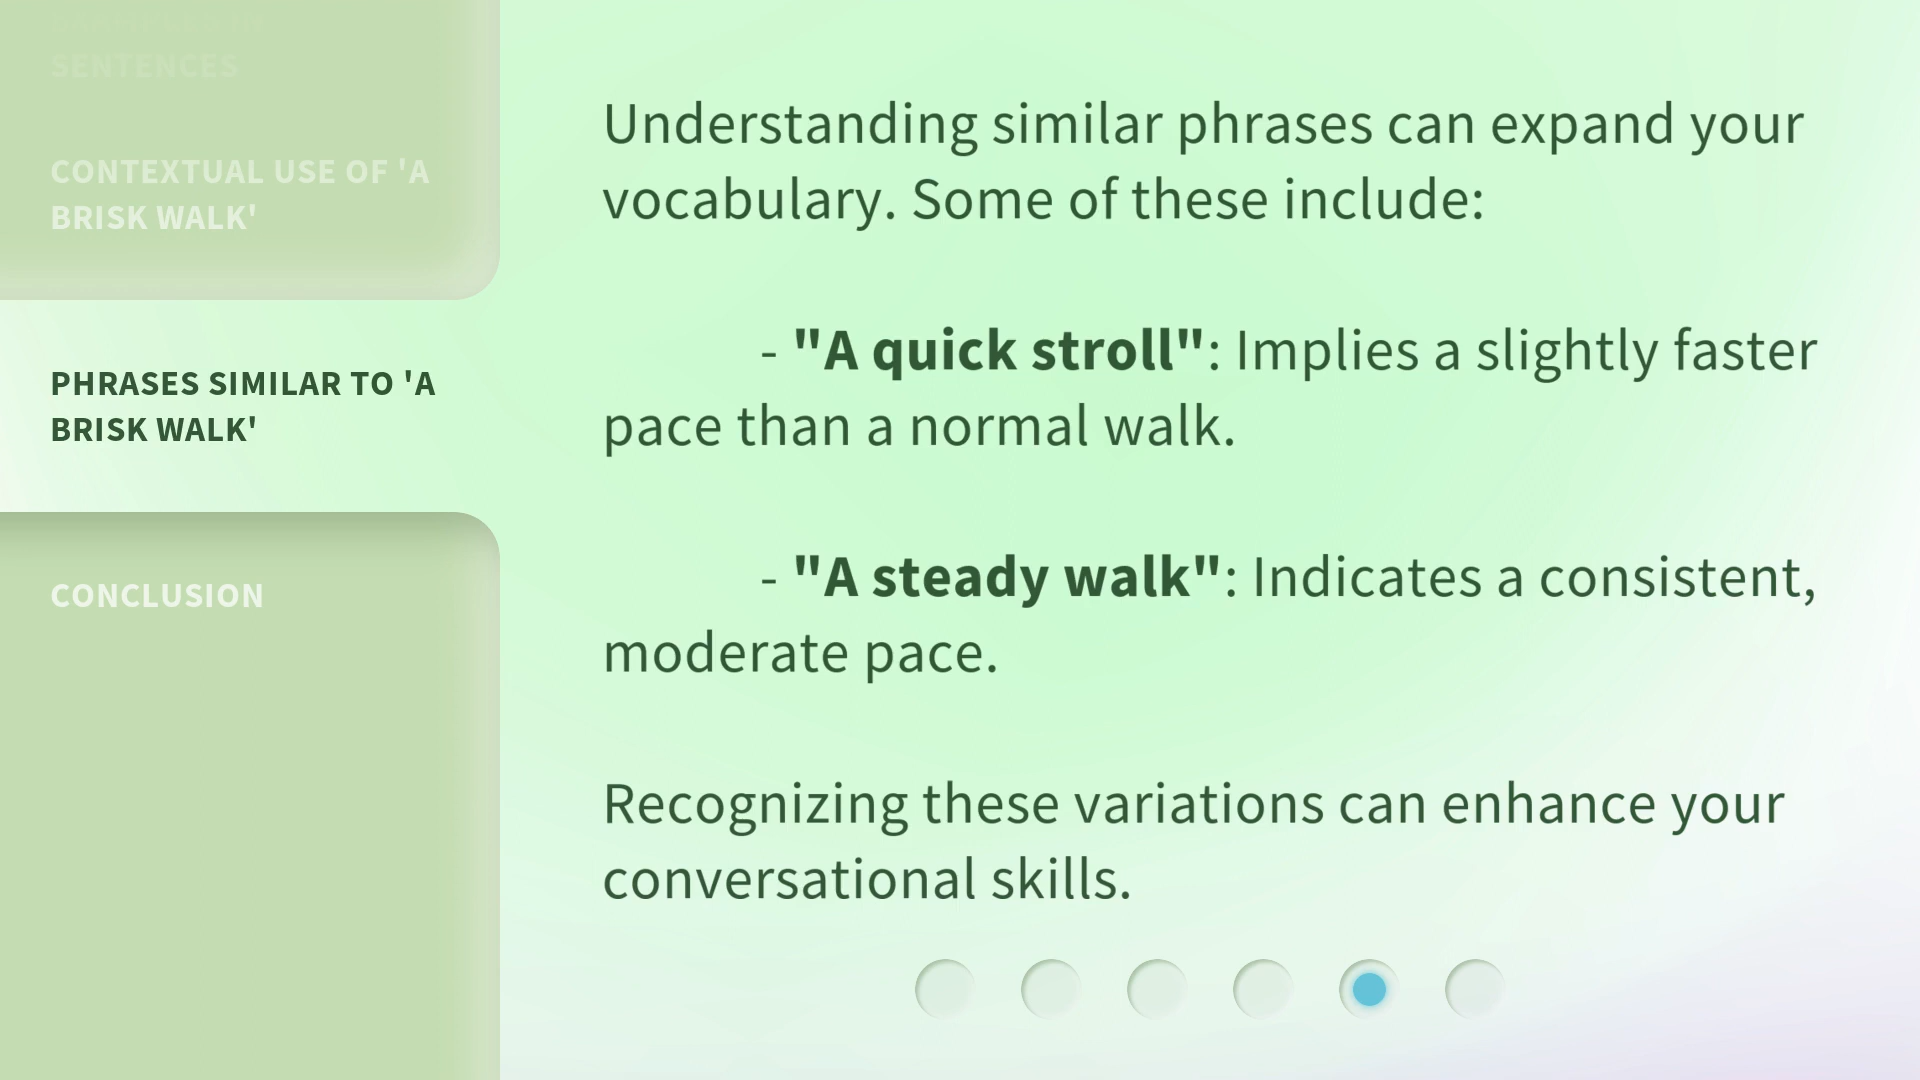 SENTENCES
CONTEXTUAL USE OF 'A
BRISK WALK'
PHRASES SIMILAR TO 'A
BRISK WALK'
CONCLUSION
Understanding similar phrases can expand your
vocabulary. Some of these include:
- "A quick stroll": Implies a slightly faster
pace than a normal walk.
- "A steady walk": Indicates a consistent,
moderate pace.
Recognizing these variations can enhance your
conversational skills.